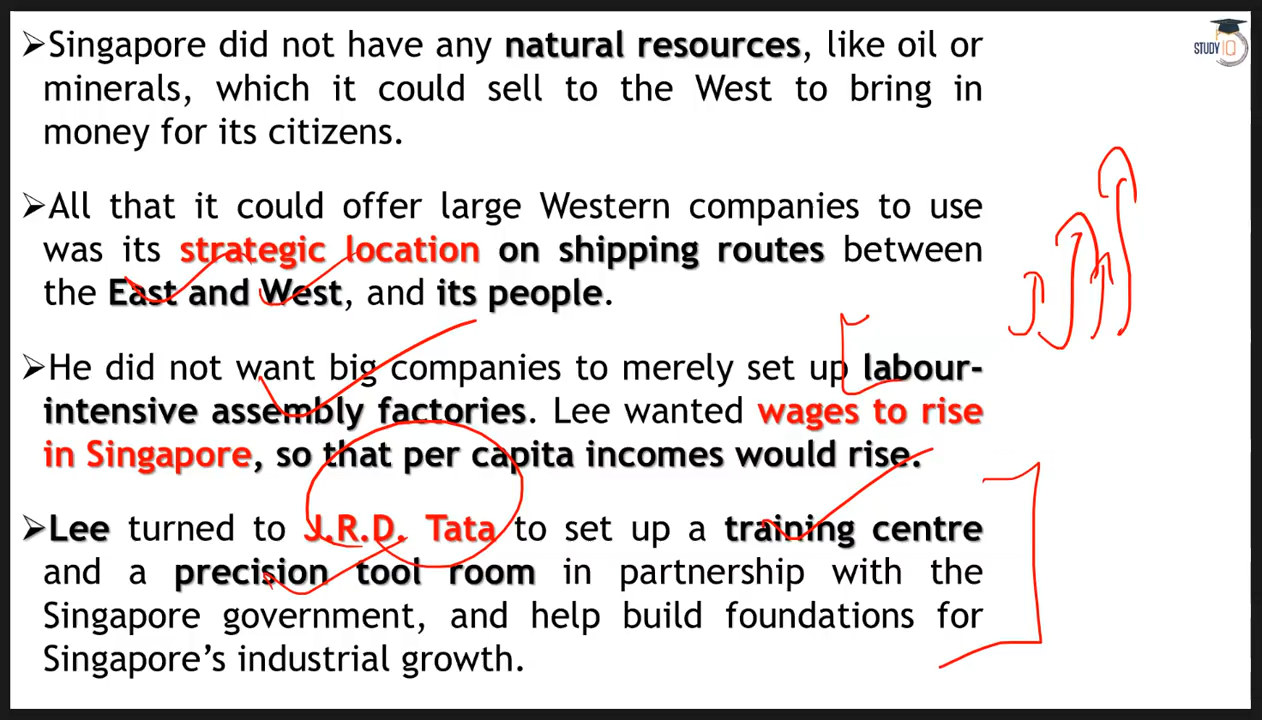 ➢Singapore did not have any natural resources, like oil or
minerals, which it could sell to the West to bring in
money for its citizens.
➢All that it could offer large Western companies to use
was its strategic location on shipping routes between
the East and West, and its people.
➢He did not want big companies to merely set up labour-
intensive assembly factories. Lee wanted wages to rise
in Singapore, so that per capita incomes would rise.
➢Lee turned to J.R.D. Tata to set up a training centre
and a precision tool room in partnership with the
Singapore government, and help build foundations for
Singapore’s industrial growth.
STUDY IQ